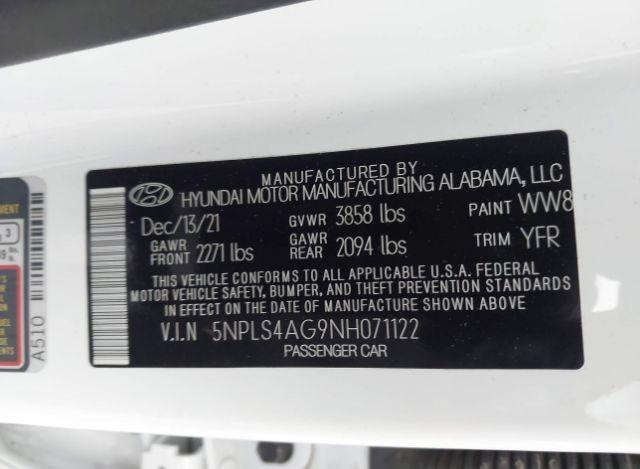 MANUFACTURED BY
HYUNDAI MOTOR MANUFACTURING ALABAMA, LLC
Dec/13/21 GVWR 3858 lbs PAINT WW8
GAWR FRONT 2271 lbs GAWR REAR 2094 lbs TRIM YFR
THIS VEHICLE CONFORMS TO ALL APPLICABLE U.S.A. FEDERAL
MOTOR VEHICLE SAFETY, BUMPER, AND THEFT PREVENTION STANDARDS
IN EFFECT ON THE DATE OF MANUFACTURE SHOWN ABOVE
V.I.N 5NPLS4AG9NH071122
PASSENGER CAR
A510
3